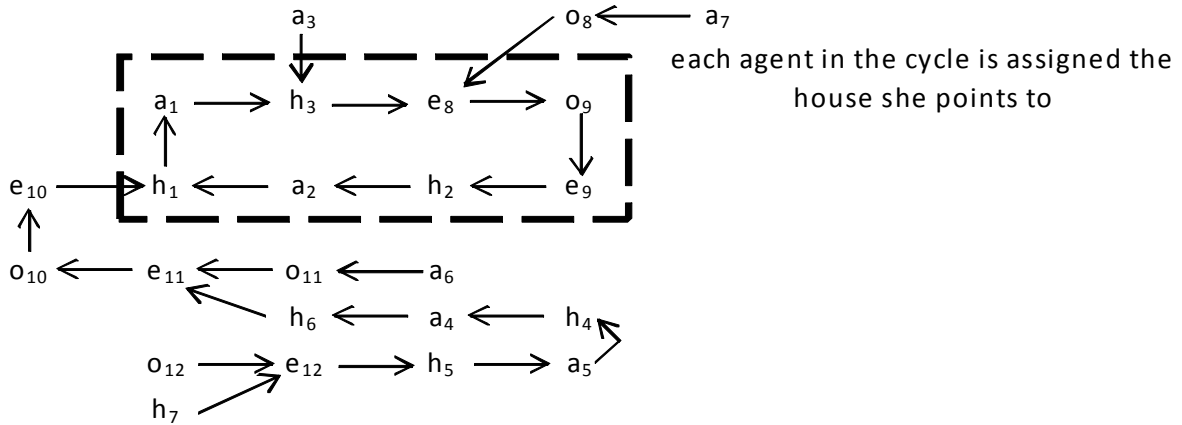 a₃ o₈ a₇
each agent in the cycle is assigned the
house she points to
a₁ h₃ e₈ o₉
e₁₀ h₁ a₂ h₂ e₉
o₁₀ e₁₁ o₁₁ a₆
h₆ a₄ h₄
o₁₂ e₁₂ h₅ a₅
h₇